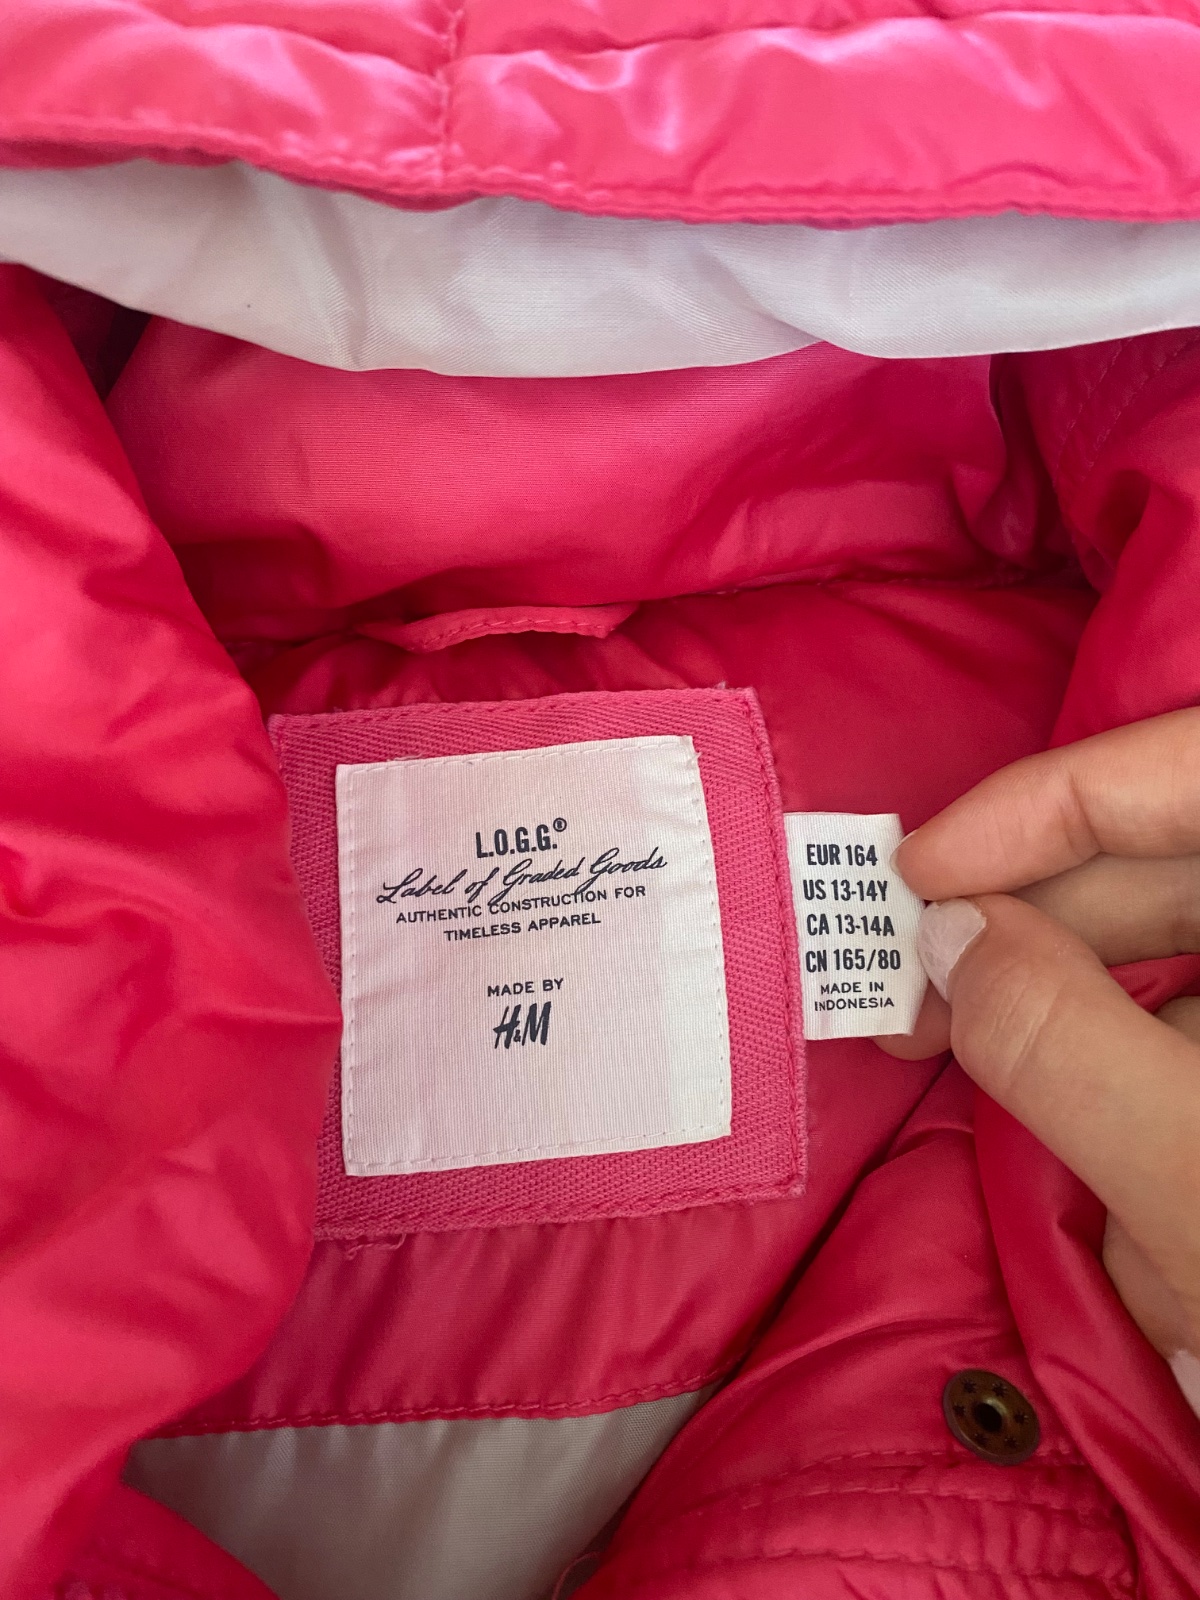 L.O.G.G.®
Label of Graded Goods
AUTHENTIC CONSTRUCTION FOR
TIMELESS APPAREL
MADE BY
H&M
EUR 164
US 13-14Y
CA 13-14A
CN 165/80
MADE IN
INDONESIA